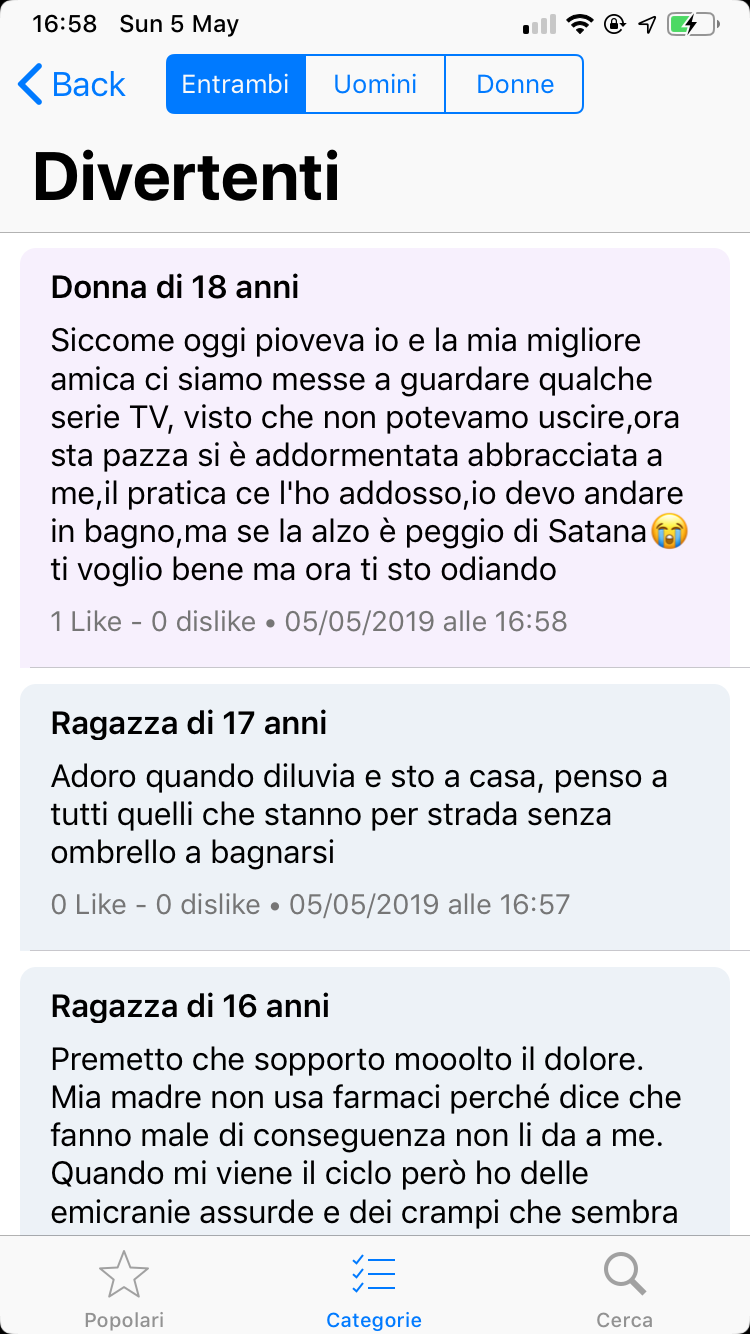 16:58 Sun 5 May
Back Entrambi Uomini Donne
Divertenti
Donna di 18 anni
Siccome oggi pioveva io e la mia migliore
amica ci siamo messe a guardare qualche
serie TV, visto che non potevamo uscire,ora
sta pazza si è addormentata abbracciata a
me,il pratica ce l'ho addosso,io devo andare
in bagno,ma se la alzo è peggio di Satana😭
ti voglio bene ma ora ti sto odiando
1 Like - 0 dislike • 05/05/2019 alle 16:58
Ragazza di 17 anni
Adoro quando diluvia e sto a casa, penso a
tutti quelli che stanno per strada senza
ombrello a bagnarsi
0 Like - 0 dislike • 05/05/2019 alle 16:57
Ragazza di 16 anni
Premetto che sopporto mooolto il dolore.
Mia madre non usa farmaci perché dice che
fanno male di conseguenza non li da a me.
Quando mi viene il ciclo però ho delle
emicranie assurde e dei crampi che sembra
Popolari Categorie Cerca